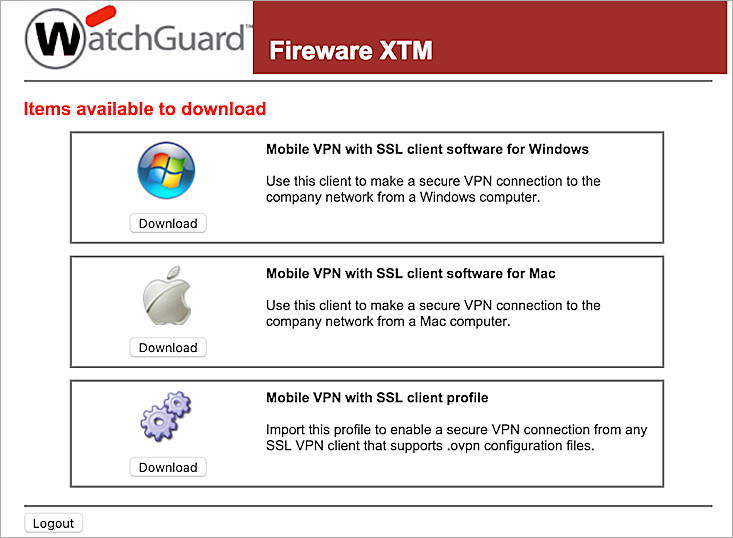 WatchGuard™
Fireware XTM
Items available to download
Mobile VPN with SSL client software for Windows
Use this client to make a secure VPN connection to the
company network from a Windows computer.
Download
Mobile VPN with SSL client software for Mac
Use this client to make a secure VPN connection to the
company network from a Mac computer.
Download
Mobile VPN with SSL client profile
Import this profile to enable a secure VPN connection from any
SSL VPN client that supports .ovpn configuration files.
Download
Logout